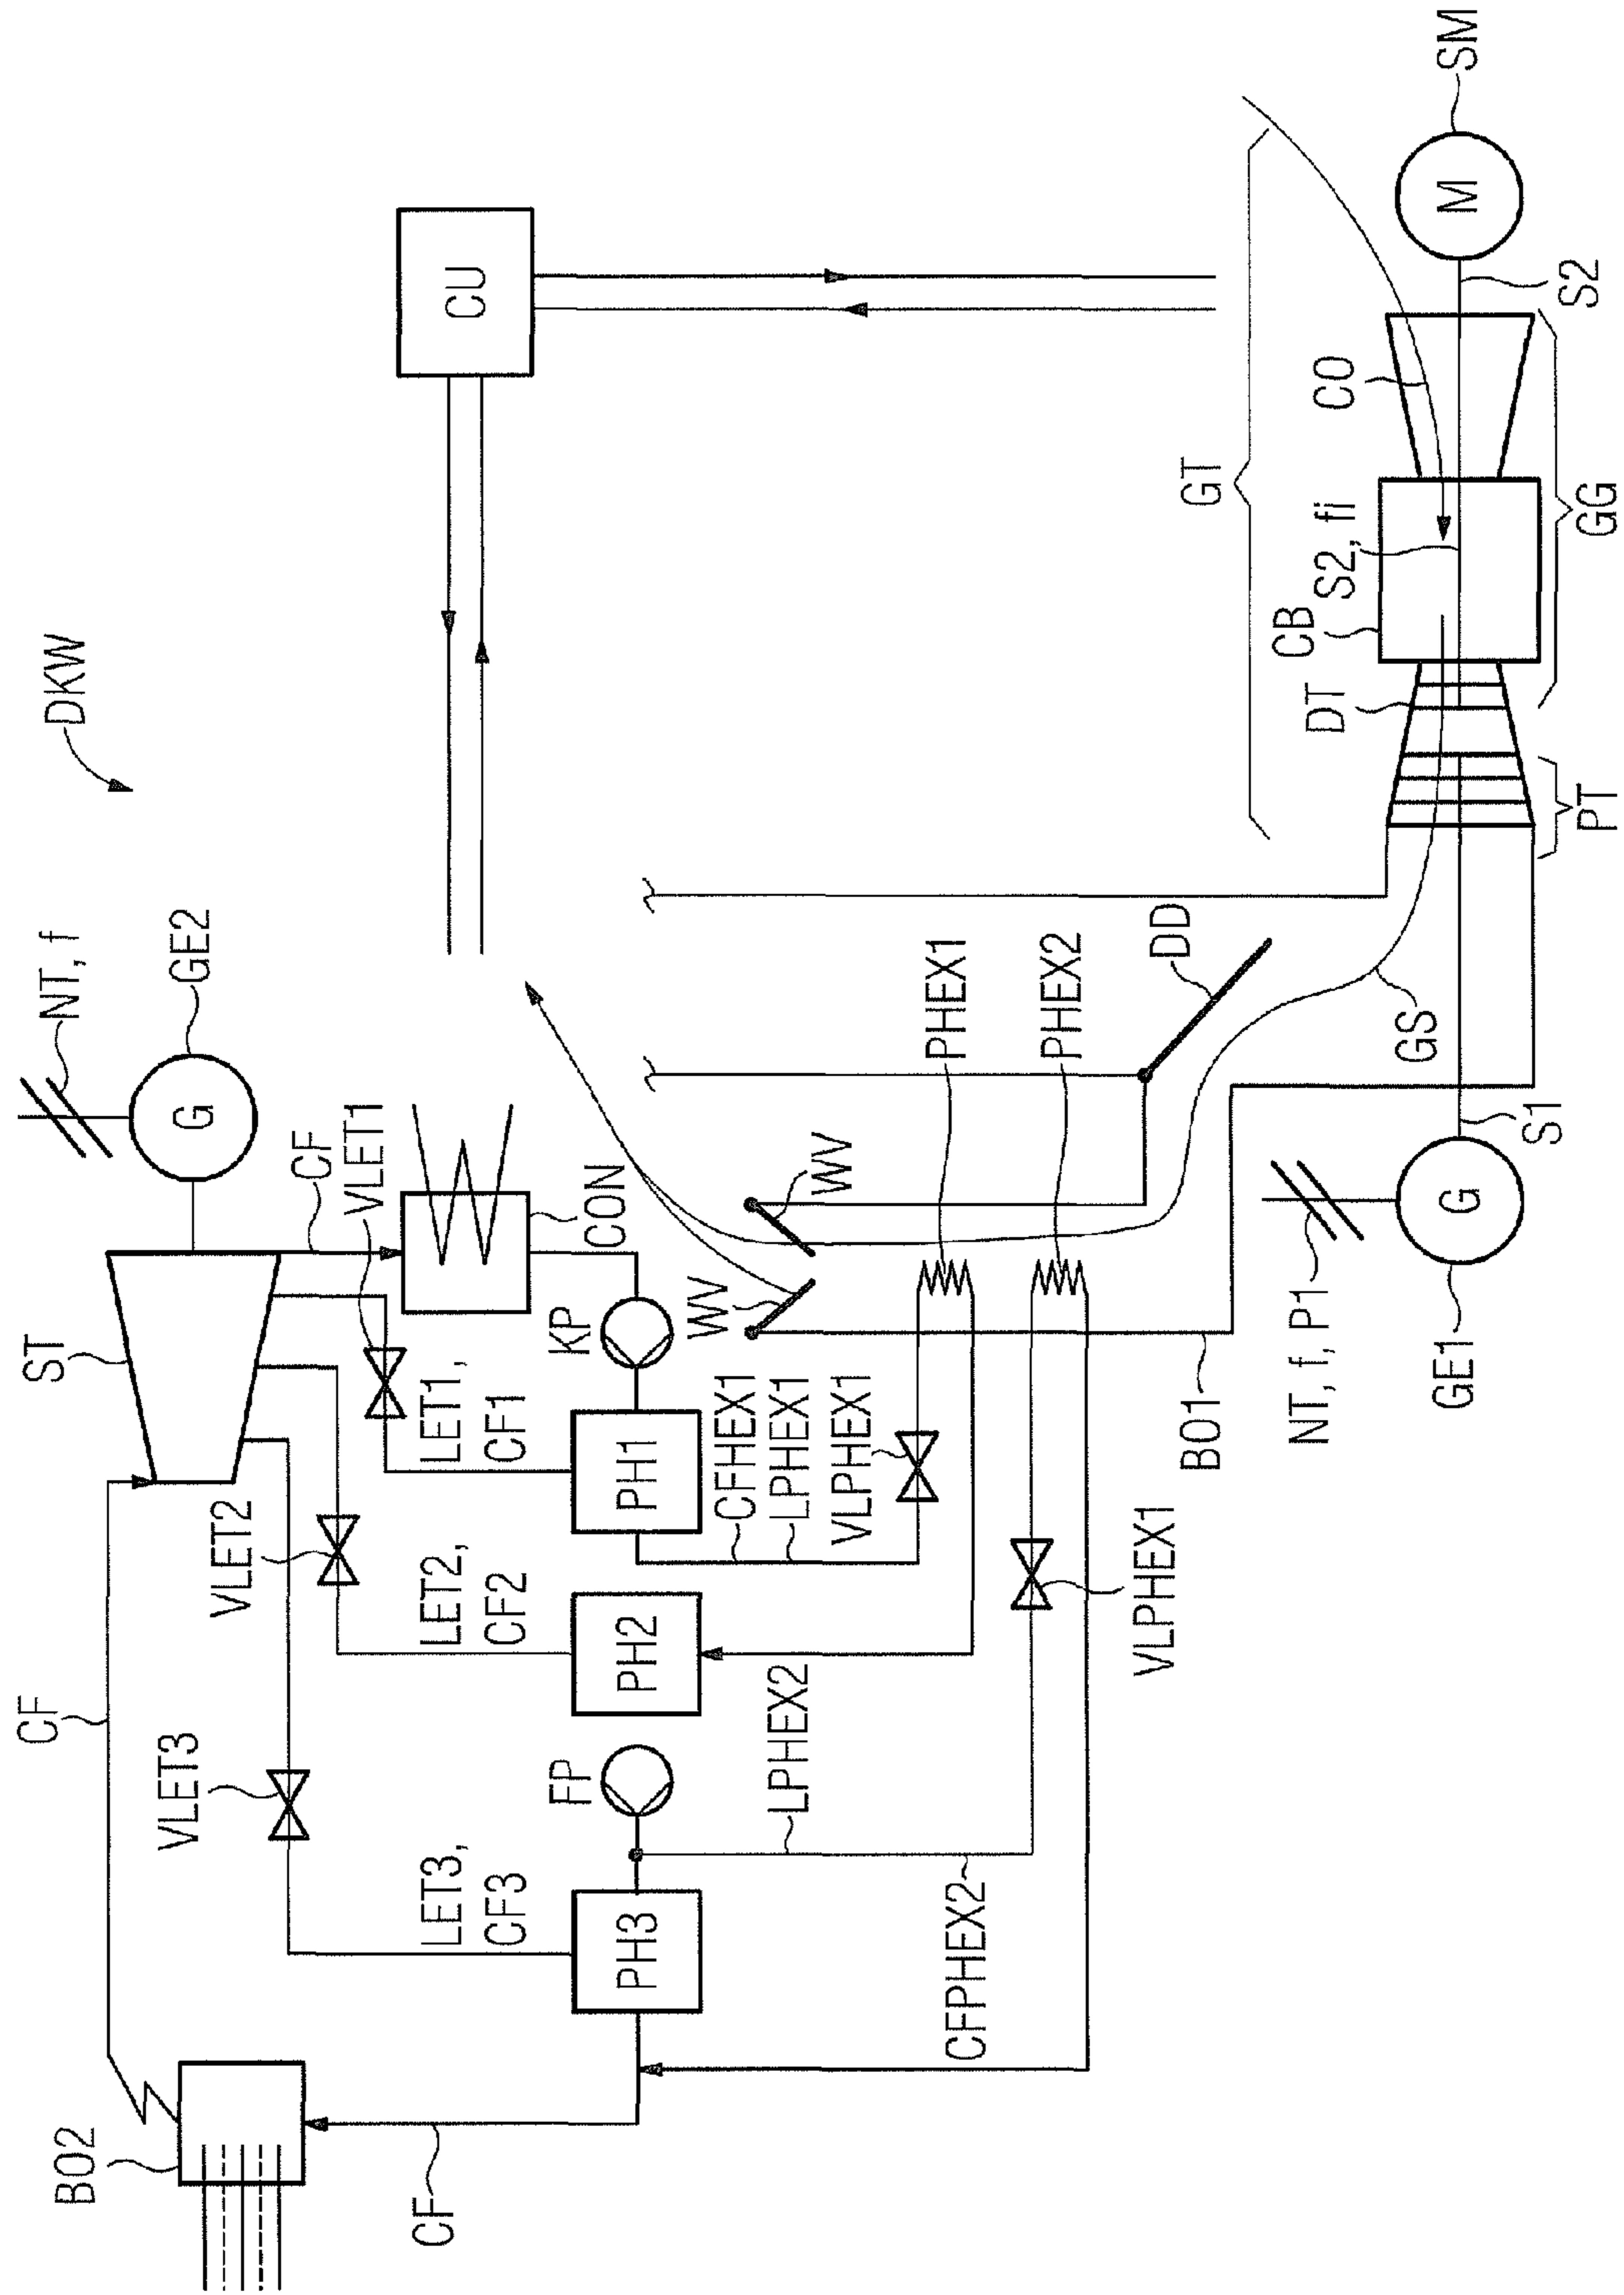 DKW
NT, f
GE2
G
CF
VLET1
ST
CF
VLET2
VLET3
BO2
CF
CON
KP
LET1,
CF1
PH1
LET2,
CF2
PH2
FP
LET3,
CF3
PH3
CFHEX1
LPHEX1
VLPHEX1
LPHEX2
CFPHEX2
VLPHEX1
WV
WV
PHEX1
PHEX2
DD
BO1
GS
CU
GT
NT, f, P1
G
GE1
S1
PT
DT
CB
S2, fi
CO
GG
S2
M
SM